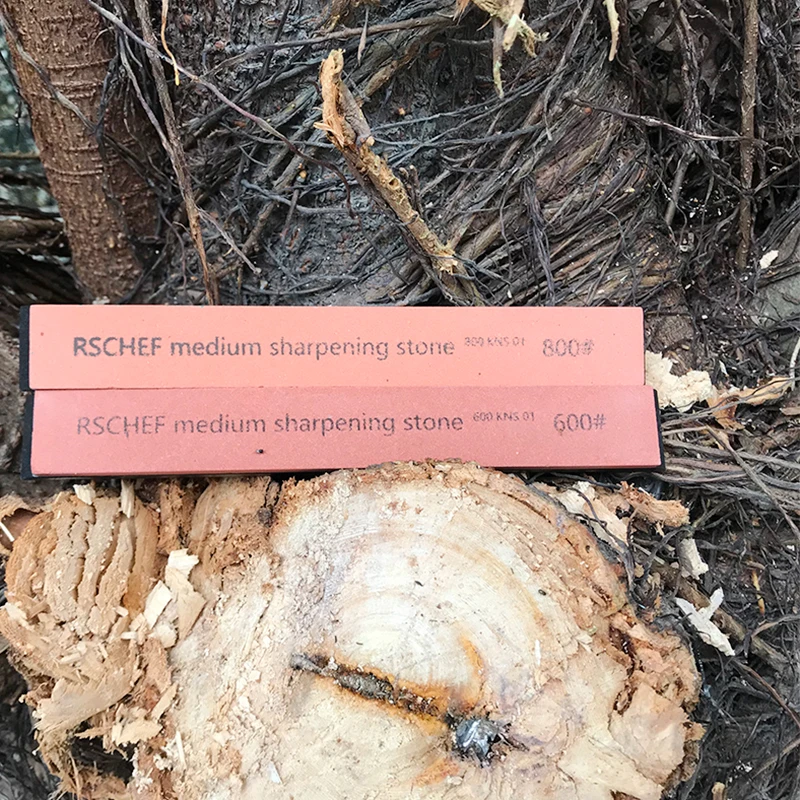 RSCHEF medium sharpening stone 800 KNS 01 800#
RSCHEF medium sharpening stone 600 KNS 01 600#